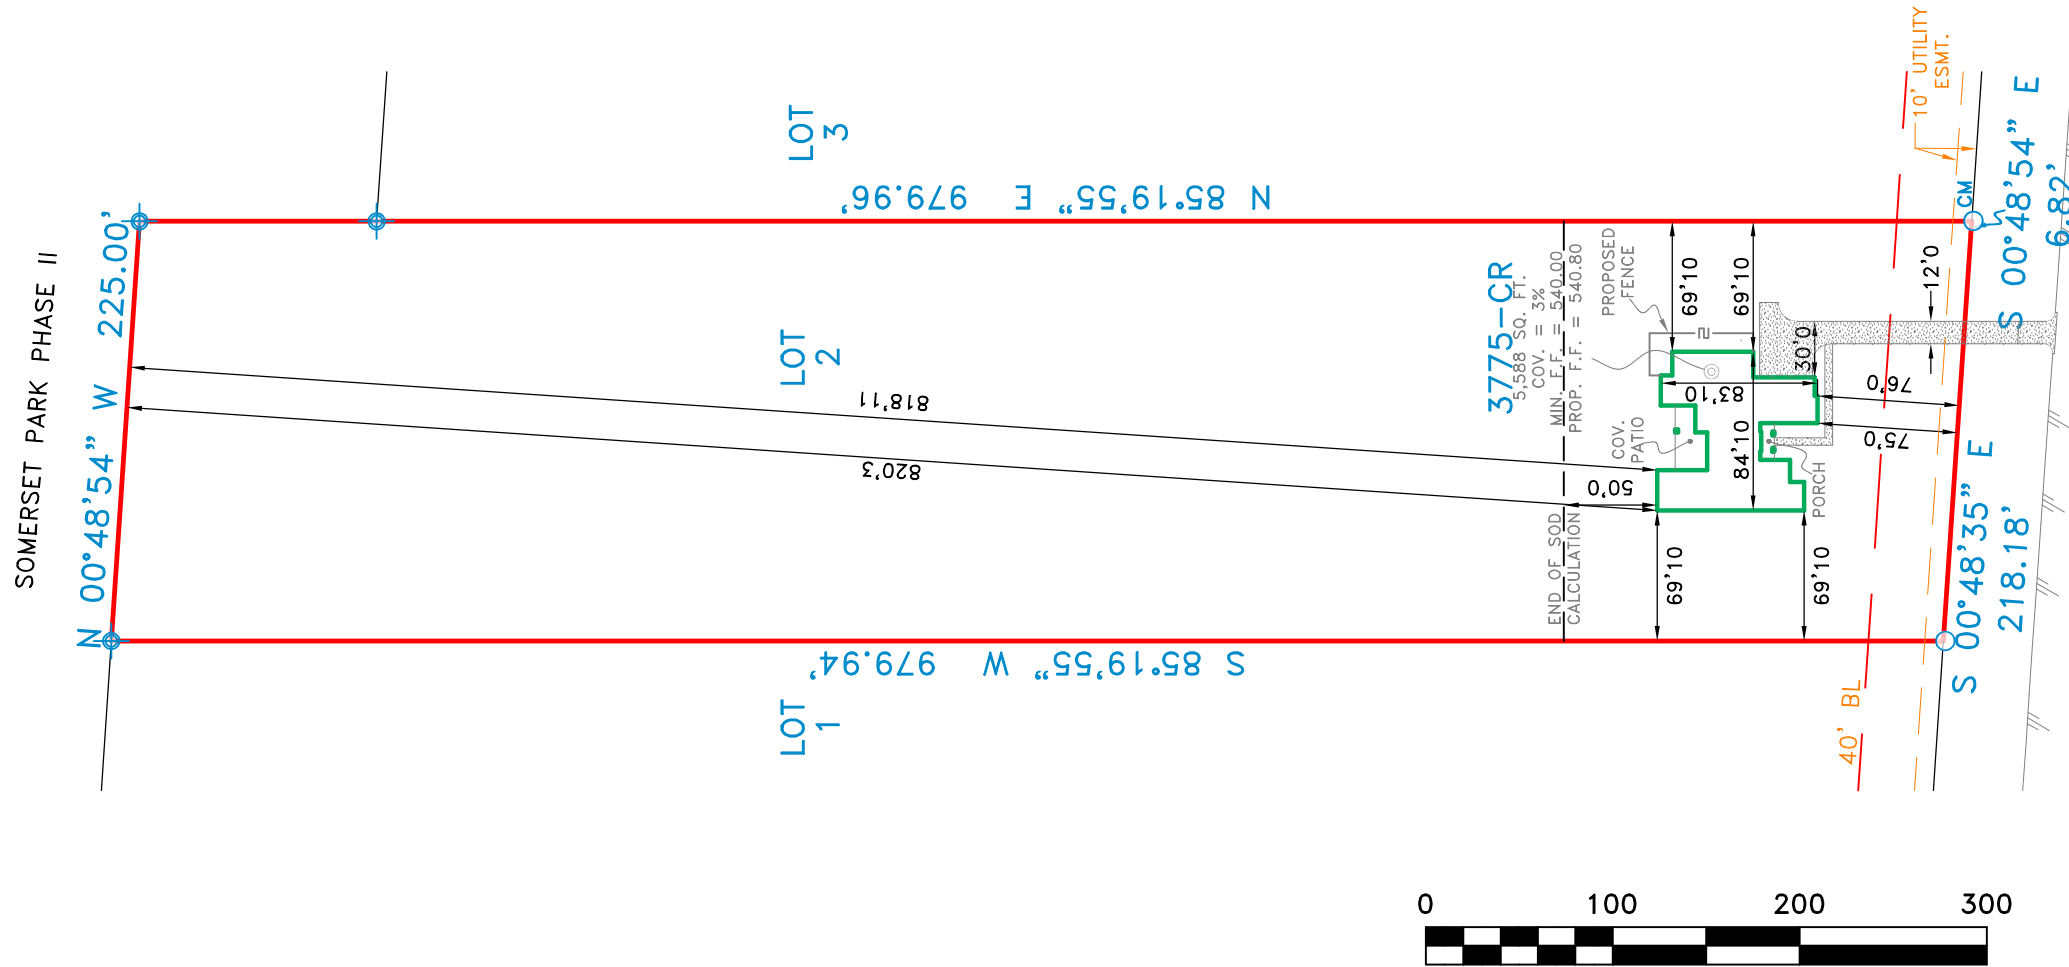 SOMERSET PARK PHASE II
N 00°48'54" W 225.00'
LOT
3
N 85°19'55" E 979.96'
LOT
2
818'11
820'3
S 85°19'55" W 979.94'
LOT
1
3775-CR
5,588 SQ. FT.
COV. = 3%
MIN. F.F. = 540.00
PROP. F.F. = 540.80
PROPOSED
FENCE
69'10
69'10
30'0
12'0
83'10
84'10
76'0
75'0
50'0
COV.
PATIO
PORCH
END OF SOD
CALCULATION
69'10
69'10
10' UTILITY
ESMT.
CM
S 00°48'54" E
6.82'
S 00°48'35" E
218.18'
40' BL
0 100 200 300